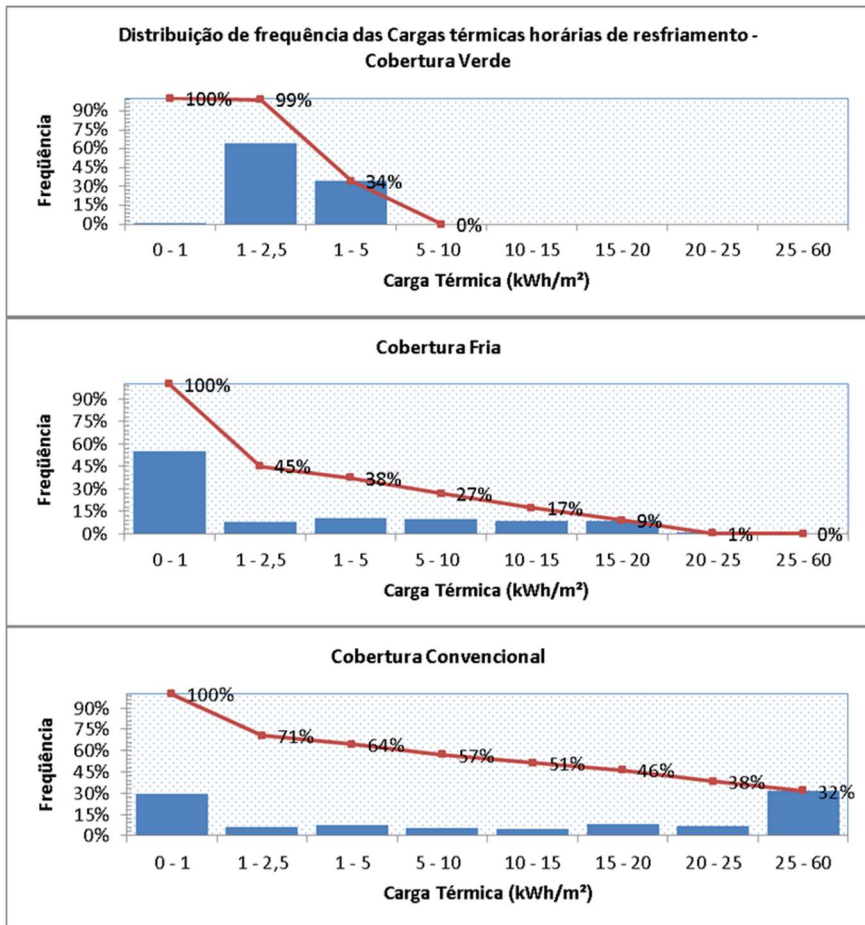 Distribuição de frequência das Cargas térmicas horárias de resfriamento -
Cobertura Verde
Freqüência
90%
75%
60%
45%
30%
15%
0%
100%
99%
34%
0%
0 - 1
1 - 2,5
1 - 5
5 - 10
10 - 15
15 - 20
20 - 25
25 - 60
Carga Térmica (kWh/m²)
Cobertura Fria
Freqüência
90%
75%
60%
45%
30%
15%
0%
100%
45%
38%
27%
17%
9%
1%
0%
0 - 1
1 - 2,5
1 - 5
5 - 10
10 - 15
15 - 20
20 - 25
25 - 60
Carga Térmica (kWh/m²)
Cobertura Convencional
Freqüência
90%
75%
60%
45%
30%
15%
0%
100%
71%
64%
57%
51%
46%
38%
32%
0 - 1
1 - 2,5
1 - 5
5 - 10
10 - 15
15 - 20
20 - 25
25 - 60
Carga Térmica (kWh/m²)